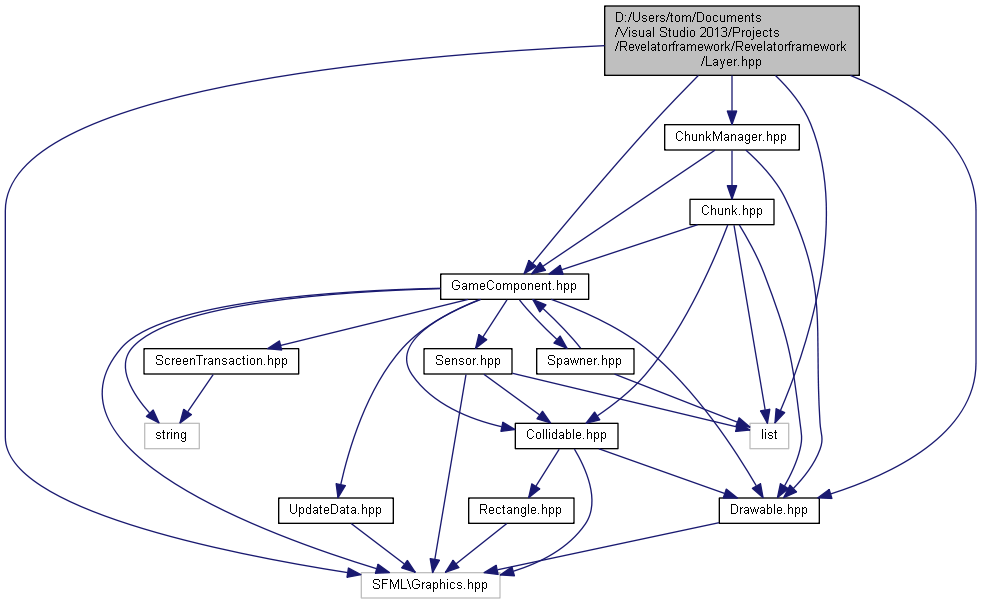 D:/Users/tom/Documents
/Visual Studio 2013/Projects
/Revelatorframework/Revelatorframework
/Layer.hpp
ChunkManager.hpp
Chunk.hpp
GameComponent.hpp
ScreenTransaction.hpp
Sensor.hpp
Spawner.hpp
string
Collidable.hpp
list
UpdateData.hpp
Rectangle.hpp
Drawable.hpp
SFML\Graphics.hpp